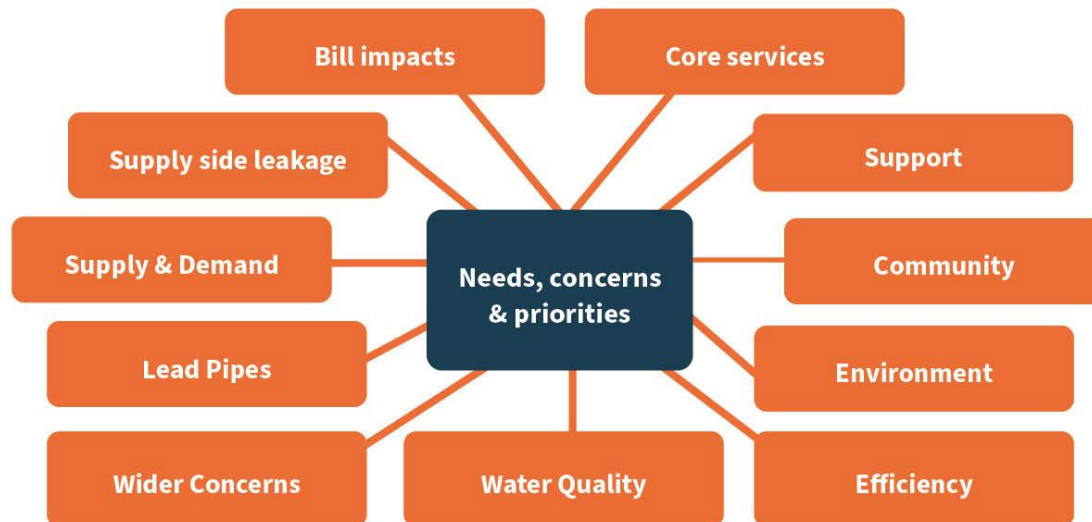 Bill impacts
Core services
Supply side leakage
Support
Supply & Demand
Community
Needs, concerns
& priorities
Lead Pipes
Environment
Wider Concerns
Water Quality
Efficiency